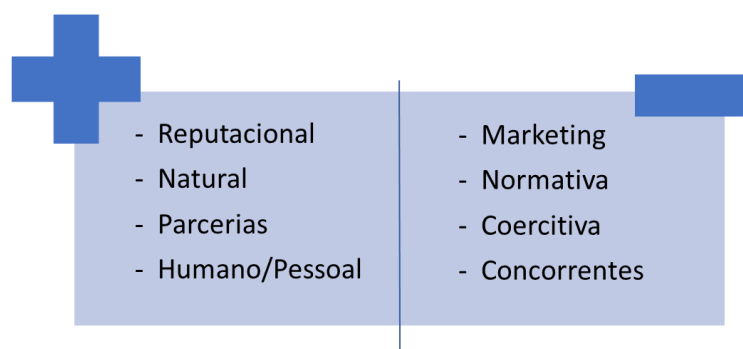 - Reputacional
- Natural
- Parcerias
- Humano/Pessoal
- Marketing
- Normativa
- Coercitiva
- Concorrentes